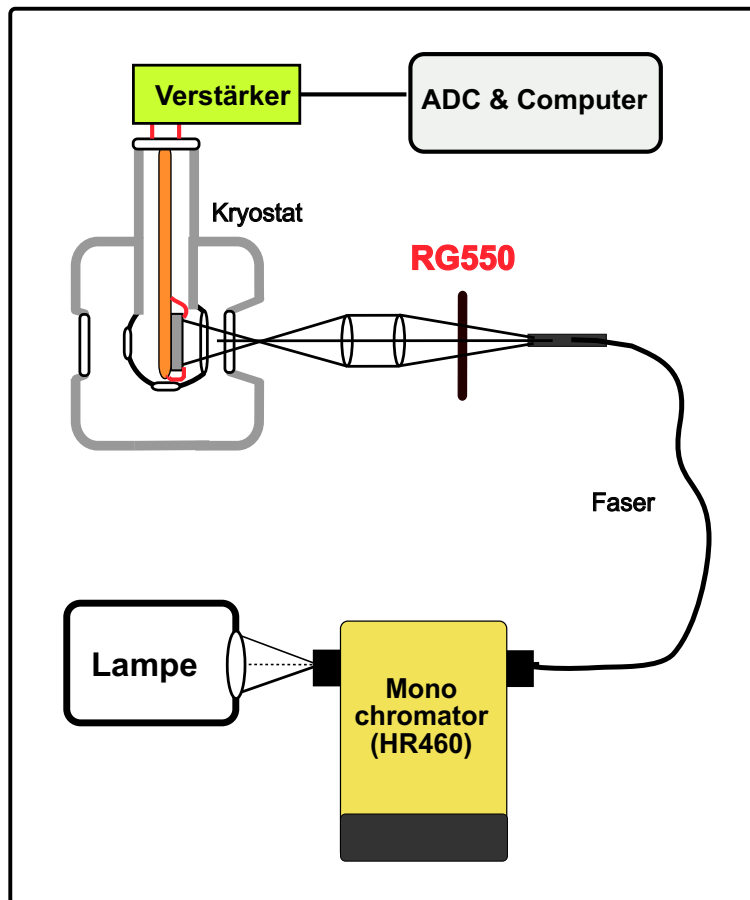 Verstärker
ADC & Computer
Kryostat
RG550
Faser
Lampe
Mono
chromator
(HR460)